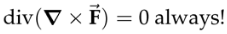 div(∇ × F⃗) = 0 always!